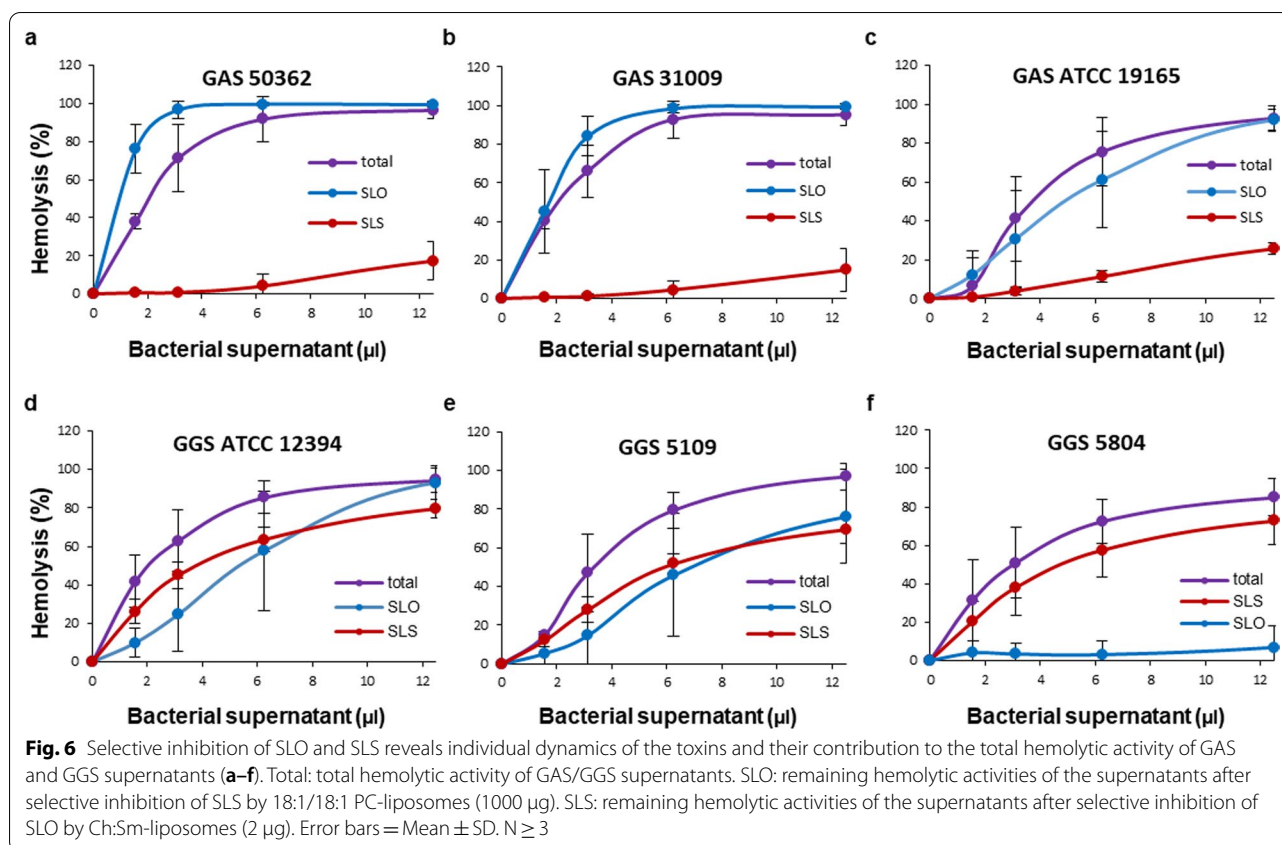 a
GAS 50362
120
100
80
60
40
20
0
0 2 4 6 8 10 12
Hemolysis (%)
total
SLO
SLS
Bacterial supernatant (µl)
b
GAS 31009
120
100
80
60
40
20
0
0 2 4 6 8 10 12
total
SLO
SLS
Bacterial supernatant (µl)
c
GAS ATCC 19165
120
100
80
60
40
20
0
0 2 4 6 8 10 12
total
SLO
SLS
Bacterial supernatant (µl)
d
GGS ATCC 12394
120
100
80
60
40
20
0
0 2 4 6 8 10 12
Hemolysis (%)
total
SLO
SLS
Bacterial supernatant (µl)
e
GGS 5109
120
100
80
60
40
20
0
0 2 4 6 8 10 12
total
SLO
SLS
Bacterial supernatant (µl)
f
GGS 5804
120
100
80
60
40
20
0
0 2 4 6 8 10 12
total
SLS
SLO
Bacterial supernatant (µl)
Fig. 6 Selective inhibition of SLO and SLS reveals individual dynamics of the toxins and their contribution to the total hemolytic activity of GAS
and GGS supernatants (a–f). Total: total hemolytic activity of GAS/GGS supernatants. SLO: remaining hemolytic activities of the supernatants after
selective inhibition of SLS by 18:1/18:1 PC-liposomes (1000 µg). SLS: remaining hemolytic activities of the supernatants after selective inhibition of
SLO by Ch:Sm-liposomes (2 µg). Error bars = Mean ± SD. N ≥ 3